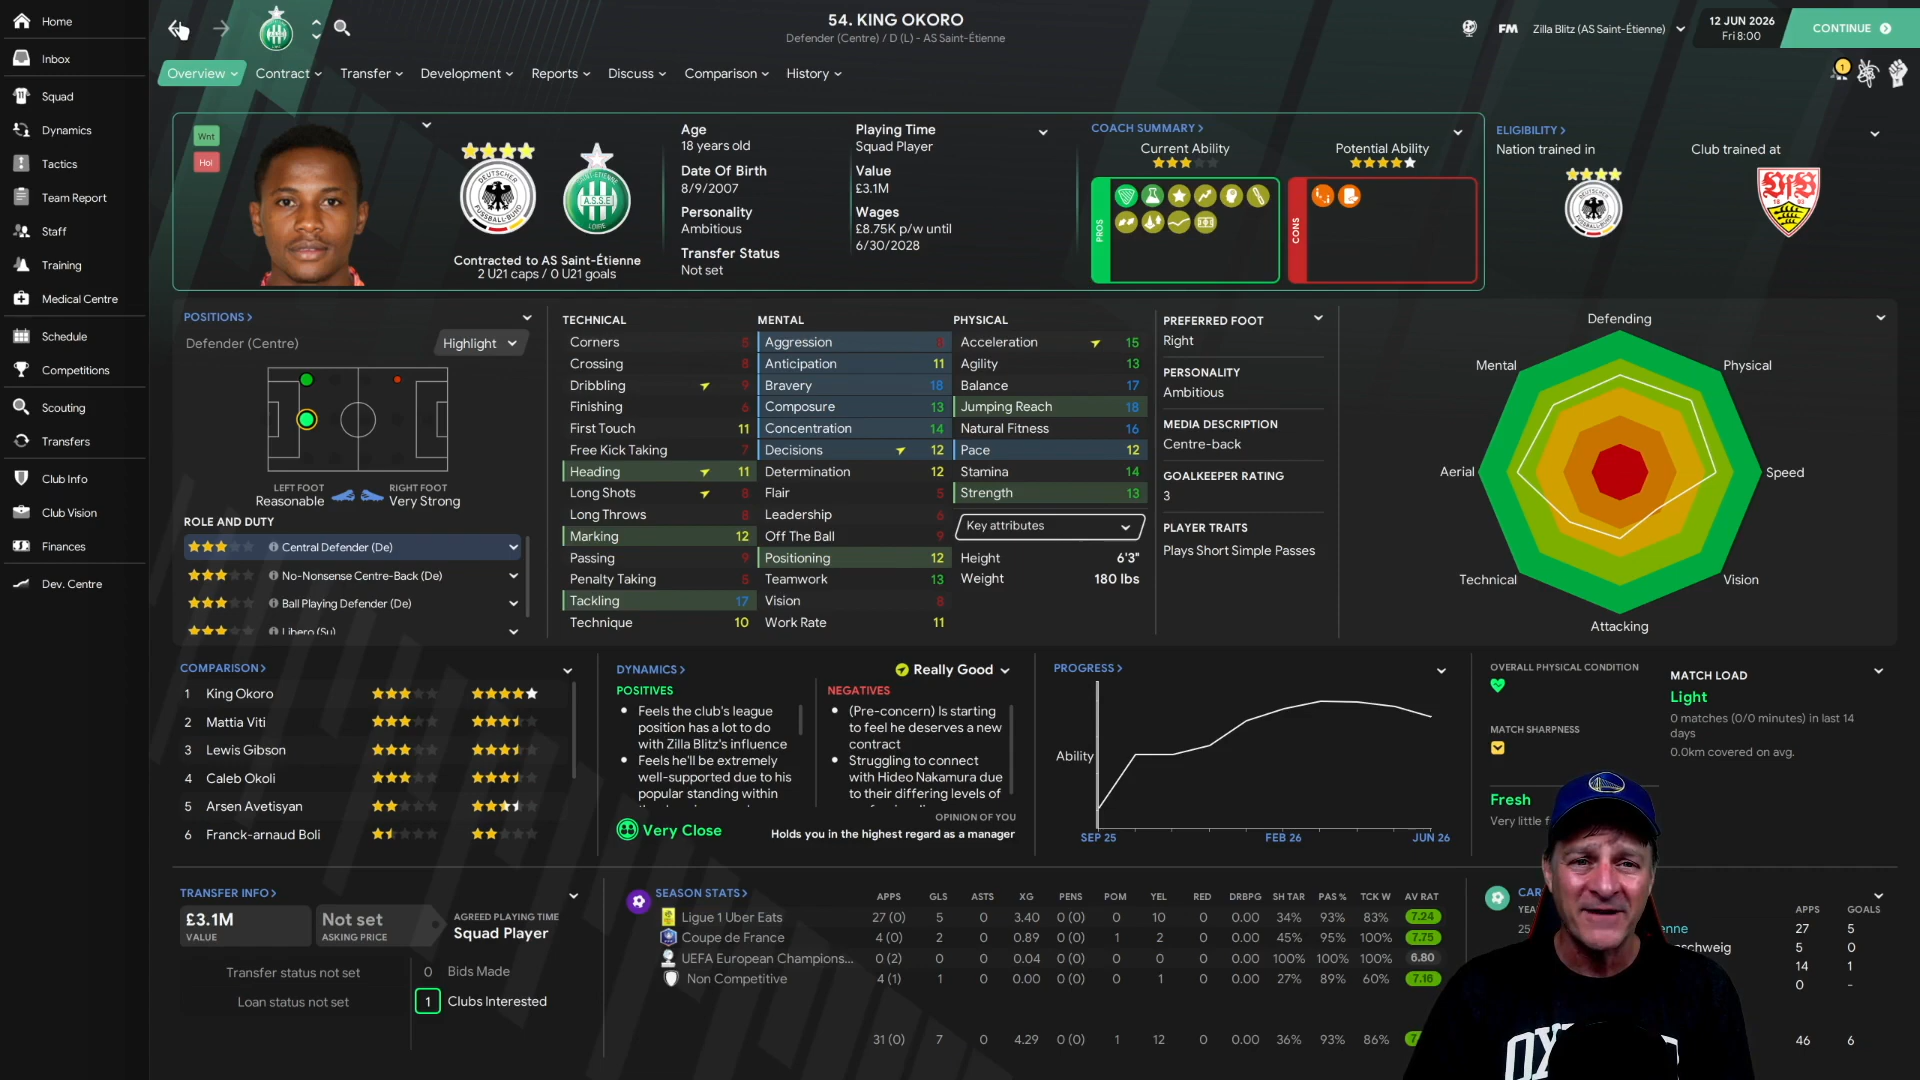 Home
Inbox
Squad
Dynamics
Tactics
Team Report
Staff
Training
Medical Centre
Schedule
Competitions
Scouting
Transfers
Club Info
Club Vision
Finances
Dev. Centre
54. KING OKORO
Defender (Centre) / D (L) - AS Saint-Étienne
FM
Zilla Blitz (AS Saint-Étienne)
12 JUN 2026
Fri 8:00
CONTINUE
Overview
Contract
Transfer
Development
Reports
Discuss
Comparison
History
1
Wnt
Hol
Contracted to AS Saint-Étienne
2 U21 caps / 0 U21 goals
Age
18 years old
Date Of Birth
8/9/2007
Personality
Ambitious
Transfer Status
Not set
Playing Time
Squad Player
Value
£3.1M
Wages
£8.75K p/w until
6/30/2028
COACH SUMMARY >
Current Ability
Potential Ability
PROS
CONS
ELIGIBILITY >
Nation trained in
Club trained at
POSITIONS >
Defender (Centre)
Highlight
LEFT FOOT
Reasonable
RIGHT FOOT
Very Strong
ROLE AND DUTY
Central Defender (De)
No-Nonsense Centre-Back (De)
Ball Playing Defender (De)
Libero (Su)
TECHNICAL
Corners 5
Crossing 8
Dribbling 9
Finishing 6
First Touch 11
Free Kick Taking 7
Heading 11
Long Shots 8
Long Throws 8
Marking 12
Passing 9
Penalty Taking 5
Tackling 17
Technique 10
MENTAL
Aggression 8
Anticipation 11
Bravery 18
Composure 13
Concentration 14
Decisions 12
Determination 12
Flair 5
Leadership 6
Off The Ball 9
Positioning 12
Teamwork 13
Vision 8
Work Rate 11
PHYSICAL
Acceleration 15
Agility 13
Balance 17
Jumping Reach 18
Natural Fitness 16
Pace 12
Stamina 14
Strength 13
Key attributes
Height 6'3"
Weight 180 lbs
PREFERRED FOOT
Right
PERSONALITY
Ambitious
MEDIA DESCRIPTION
Centre-back
GOALKEEPER RATING
3
PLAYER TRAITS
Plays Short Simple Passes
Defending
Physical
Speed
Vision
Attacking
Technical
Aerial
Mental
COMPARISON >
1 King Okoro
2 Mattia Viti
3 Lewis Gibson
4 Caleb Okoli
5 Arsen Avetisyan
6 Franck-arnaud Boli
DYNAMICS >
Really Good
POSITIVES
Feels the club's league
position has a lot to do
with Zilla Blitz's influence
Feels he'll be extremely
well-supported due to his
popular standing within
NEGATIVES
(Pre-concern) Is starting
to feel he deserves a new
contract
Struggling to connect
with Hideo Nakamura due
to their differing levels of
Very Close
OPINION OF YOU
Holds you in the highest regard as a manager
PROGRESS >
Ability
SEP 25
FEB 26
JUN 26
OVERALL PHYSICAL CONDITION
MATCH SHARPNESS
Fresh
Very little f
MATCH LOAD
Light
0 matches (0/0 minutes) in last 14
days
0.0km covered on avg.
TRANSFER INFO >
£3.1M
VALUE
Not set
ASKING PRICE
AGREED PLAYING TIME
Squad Player
Transfer status not set
Loan status not set
0 Bids Made
1 Clubs Interested
SEASON STATS >
APPS GLS ASTS XG PENS POM YEL RED DRBPG SH TAR PAS % TCK W AV RAT
Ligue 1 Uber Eats 27 (0) 5 0 3.40 0 (0) 0 10 0 0.00 34% 93% 83% 7.24
Coupe de France 4 (0) 2 0 0.89 0 (0) 1 2 0 0.00 45% 95% 100% 7.75
UEFA European Champions... 0 (2) 0 0 0.04 0 (0) 0 0 0 0.00 100% 100% 100% 6.80
Non Competitive 4 (1) 1 0 0.00 0 (0) 0 1 0 0.00 27% 89% 60% 7.16
31 (0) 7 0 4.29 0 (0) 1 12 0 0.00 36% 93% 86%
CAR
YEA
APPS GOALS
25 enne 27 5
schweig 5 0
14 1
0 -
46 6